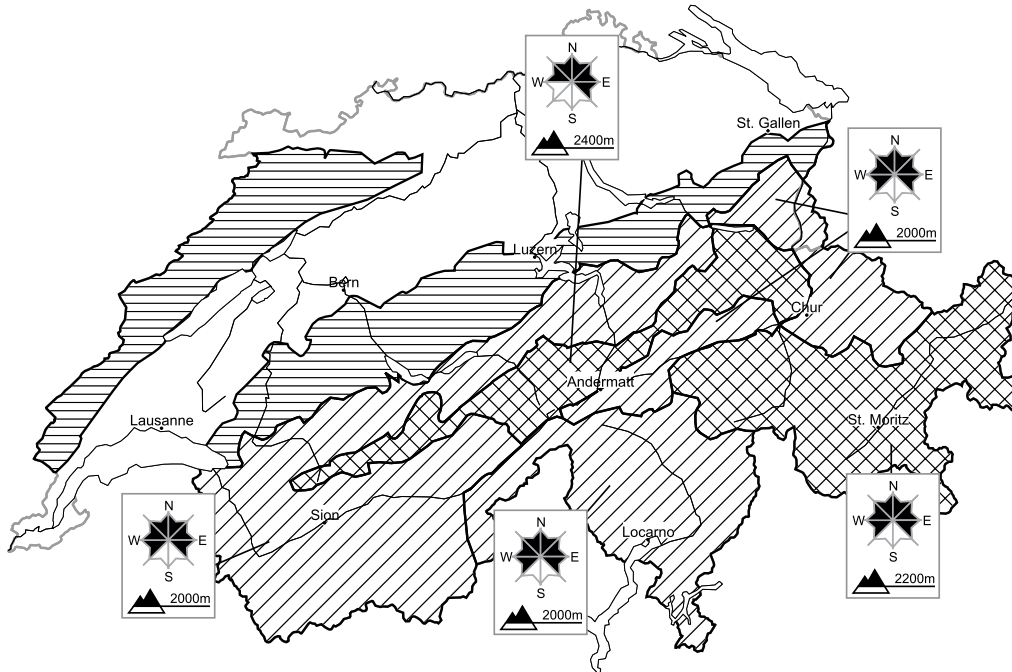 N
W E
S
2400m
St. Gallen
N
W E
S
2000m
Luzern
Bern
Chur
Andermatt
Lausanne
St. Moritz
N
W E
S
2000m
Sion
N
W E
S
2000m
Locarno
N
W E
S
2200m